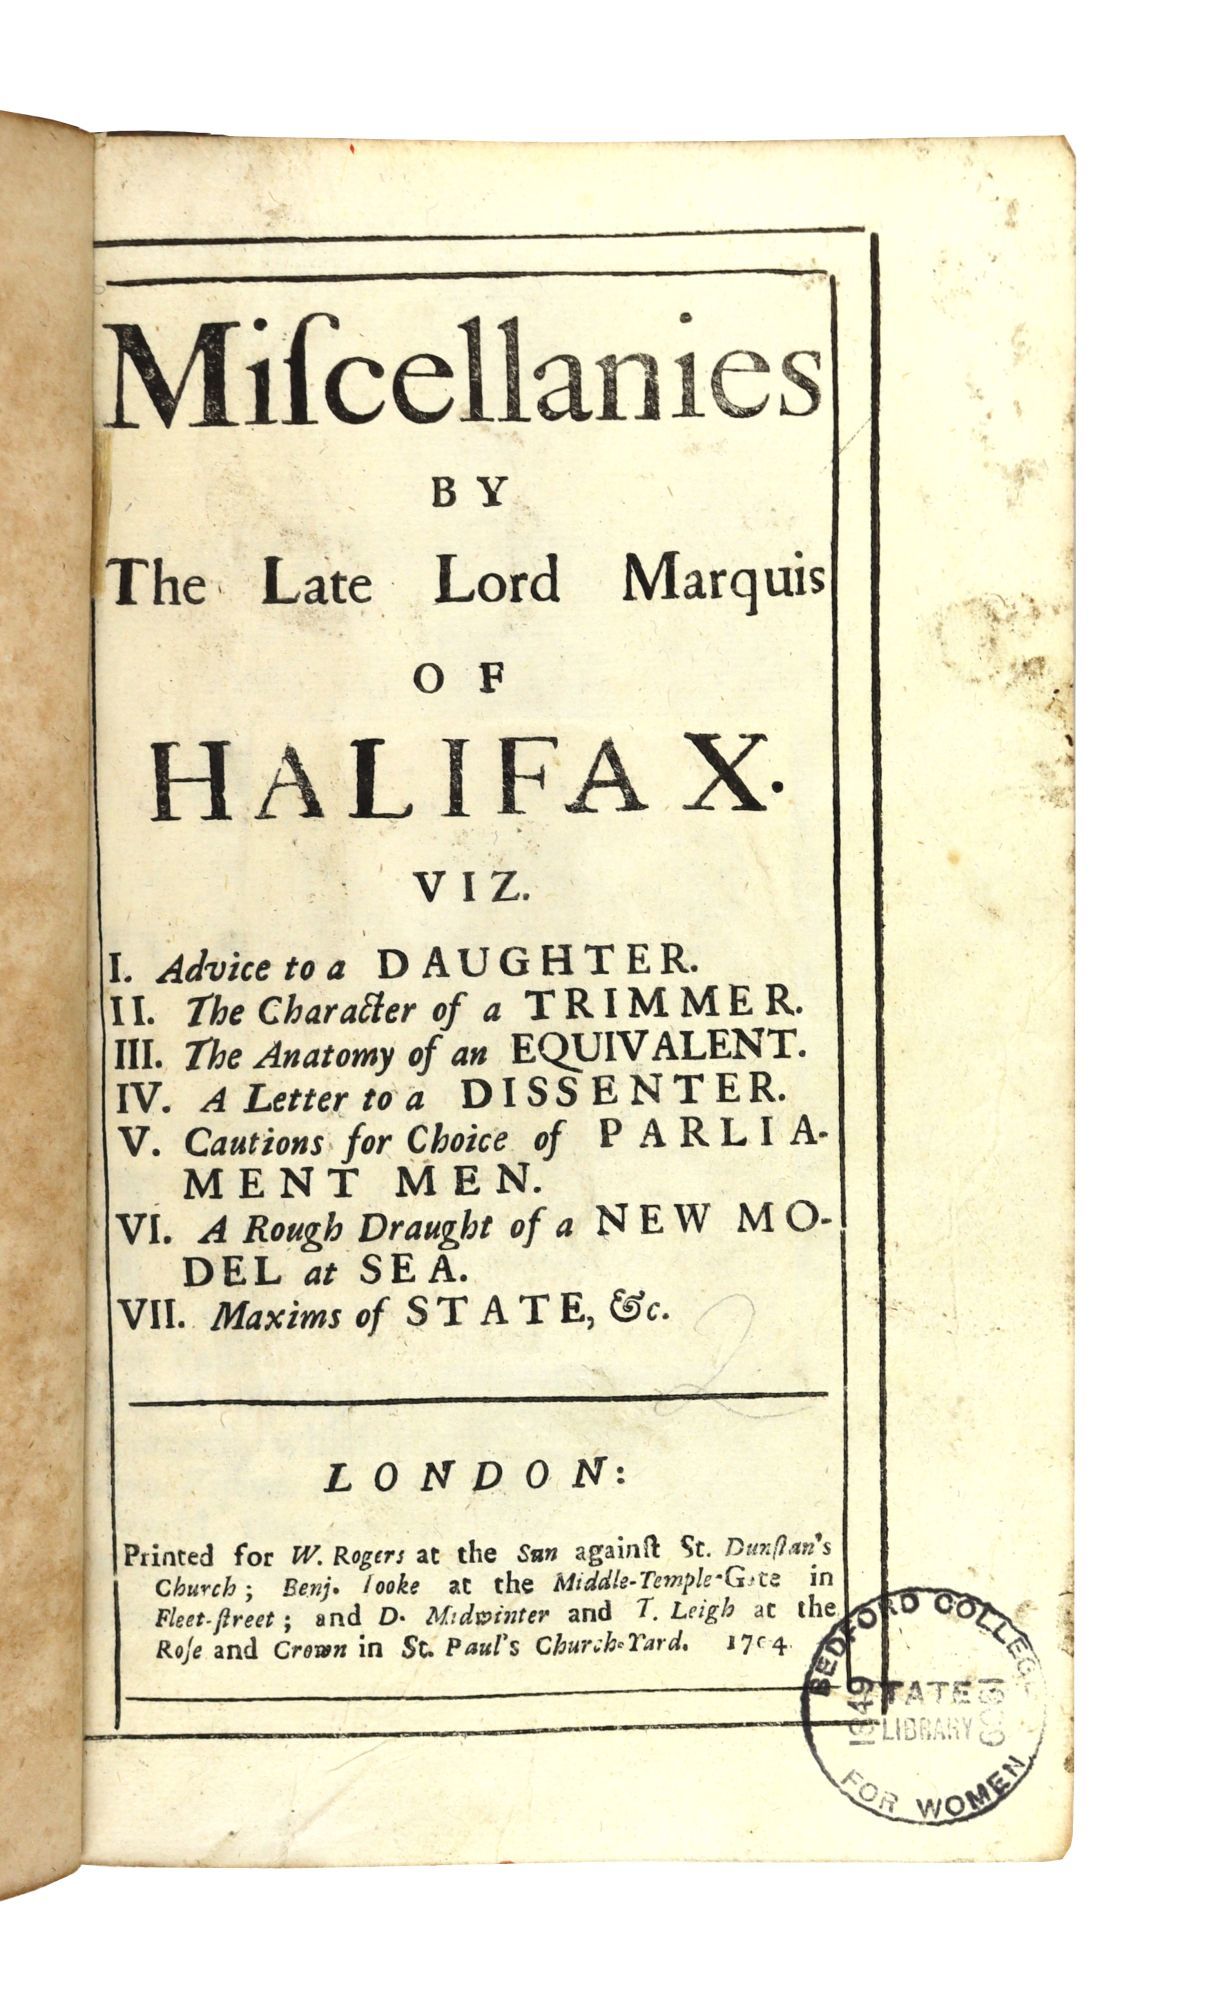 Miſcellanies
BY
The Late Lord Marquis
OF
HALIFAX.
VIZ.
I. Advice to a DAUGHTER.
II. The Character of a TRIMMER.
III. The Anatomy of an EQUIVALENT.
IV. A Letter to a DISSENTER.
V. Cautions for Choice of PARLIA-
MENT MEN.
VI. A Rough Draught of a NEW MO-
DEL at SEA.
VII. Maxims of STATE, &c.
2
LONDON:
Printed for W. Rogers at the Sun againſt St. Dunſtan's
Church; Benj. Tooke at the Middle-Temple-Gate in
Fleet-ſtreet; and D. Midwinter and T. Leigh at the
Roſe and Crown in St. Paul's Church-Yard. 1704.
BEDFORD COLLEGE
1849
TATE
LIBRARY
FOR WOMEN